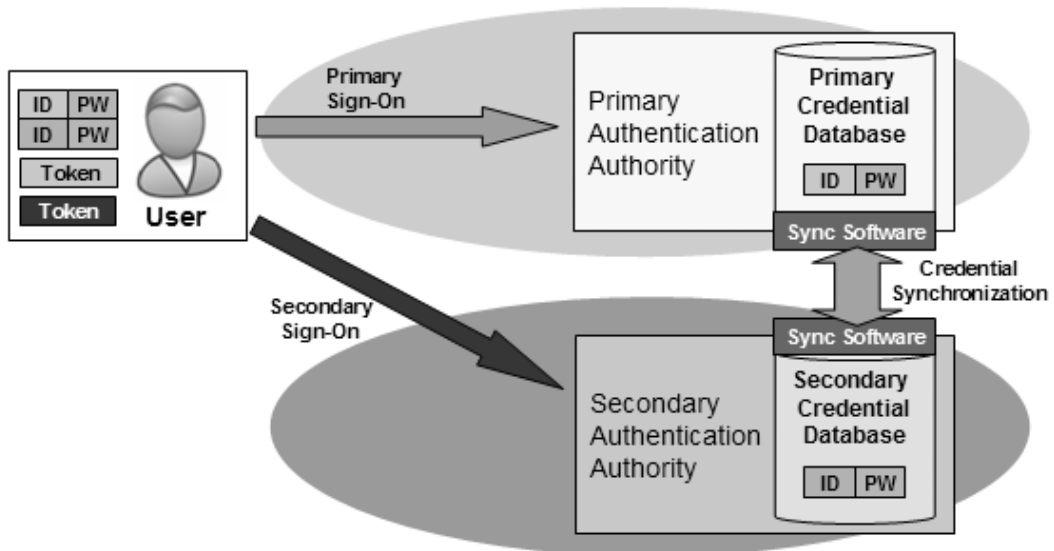 ID PW
ID PW
Token
Token
User
Primary
Sign-On
Primary
Authentication
Authority
Primary
Credential
Database
ID PW
Sync Software
Credential
Synchronization
Secondary
Sign-On
Sync Software
Secondary
Authentication
Authority
Secondary
Credential
Database
ID PW